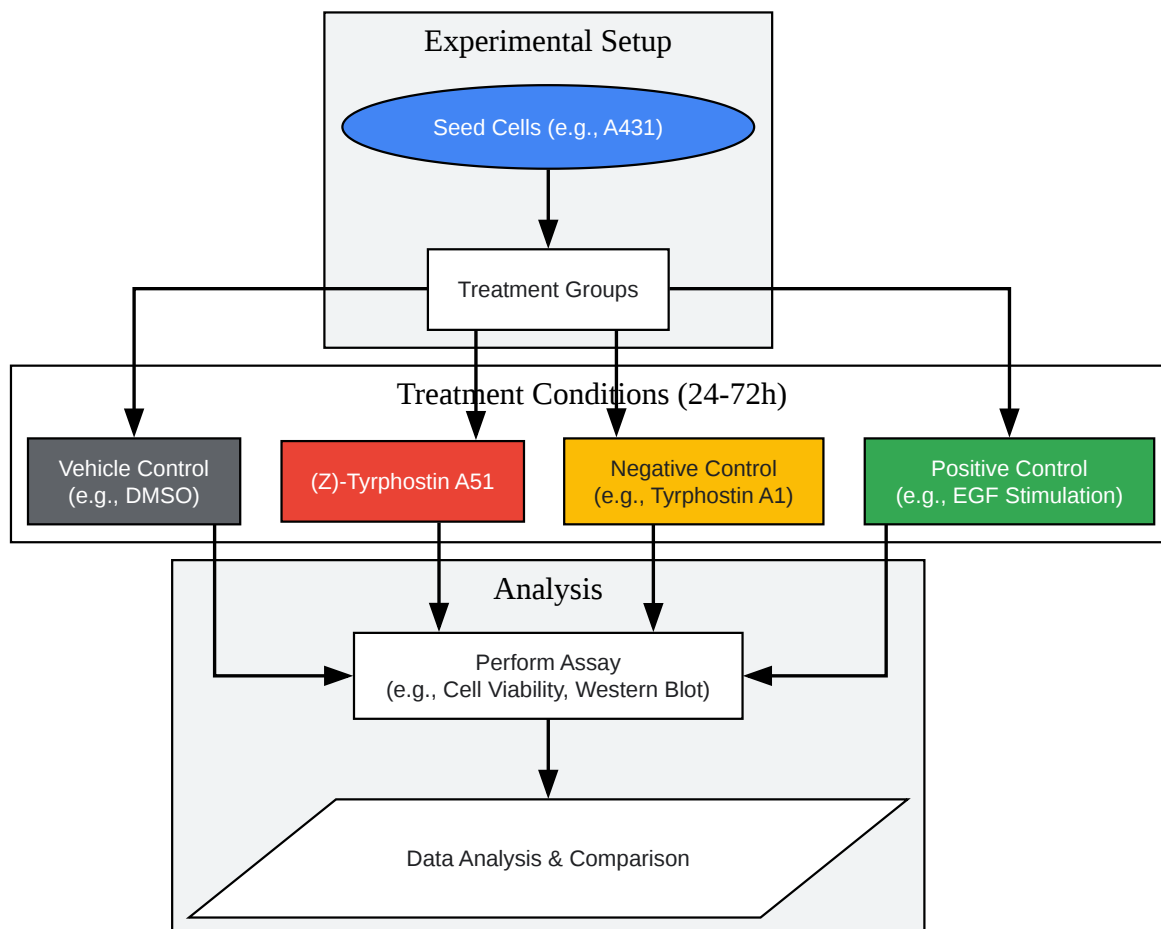 Experimental Setup
Seed Cells (e.g., A431)
Treatment Groups
Treatment Conditions (24-72h)
Vehicle Control
(e.g., DMSO)
(Z)-Tyrphostin A51
Negative Control
(e.g., Tyrphostin A1)
Positive Control
(e.g., EGF Stimulation)
Analysis
Perform Assay
(e.g., Cell Viability, Western Blot)
Data Analysis & Comparison